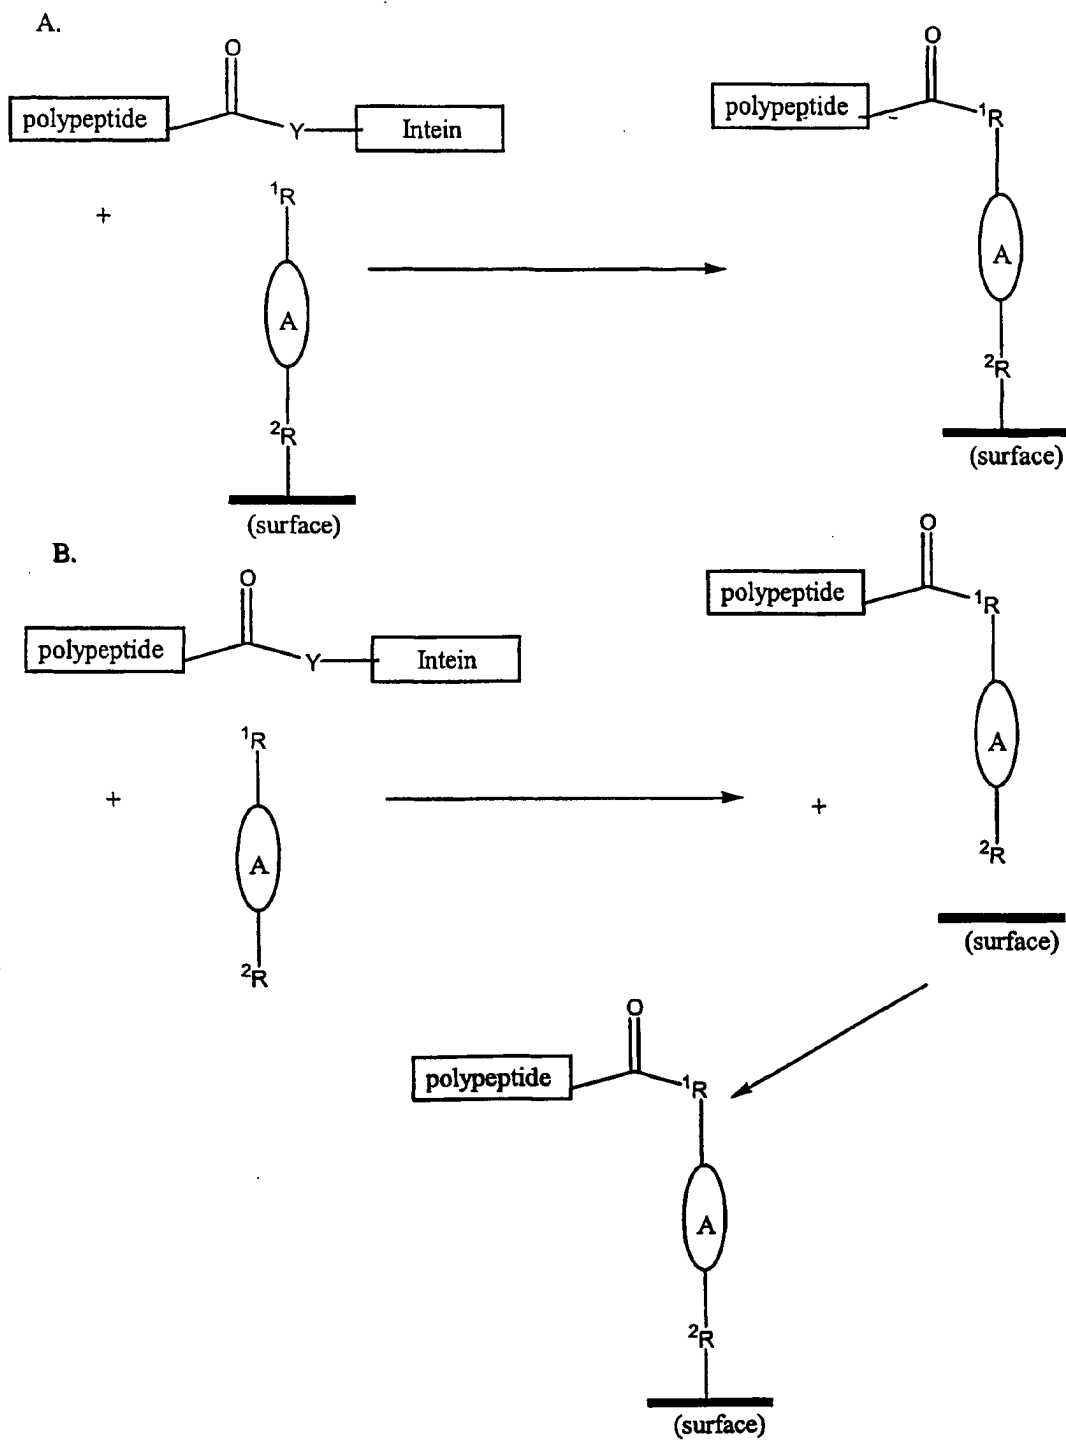 A.
O
polypeptide
Y
Intein
+
¹R
A
²R
(surface)
O
polypeptide
¹R
A
²R
(surface)
B.
O
polypeptide
Y
Intein
+
¹R
A
²R
O
polypeptide
¹R
A
+
²R
(surface)
O
polypeptide
¹R
A
²R
(surface)